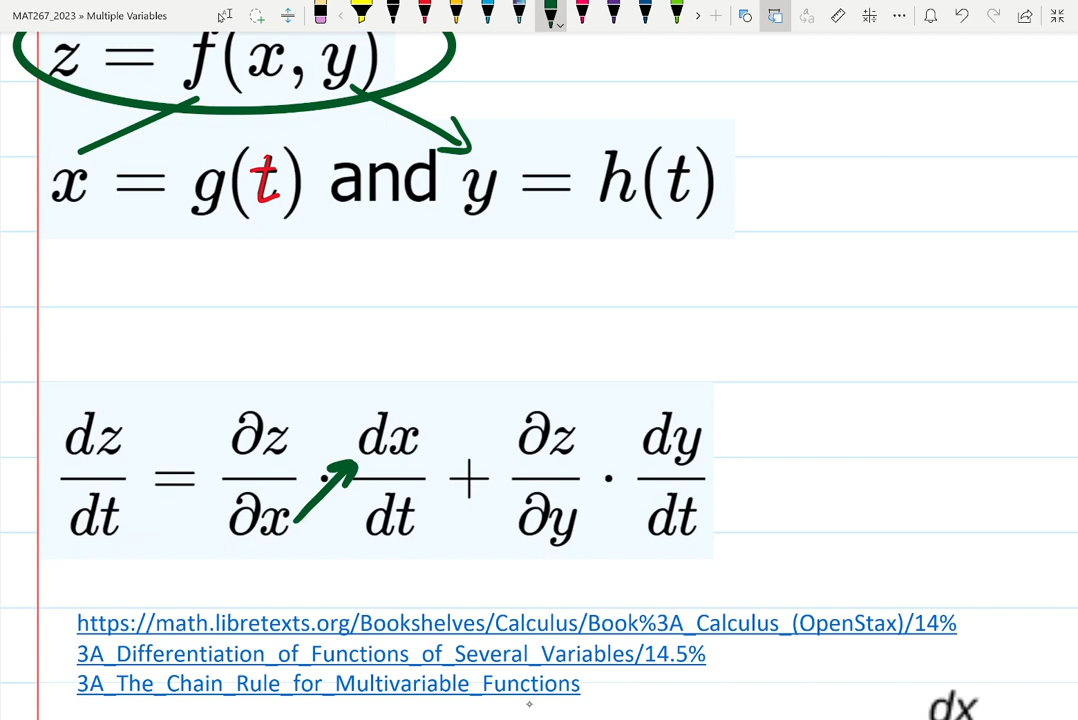 MAT267_2023 » Multiple Variables
z = f(x, y)
x = g(t) and y = h(t)
dz/dt = ∂z/∂x · dx/dt + ∂z/∂y · dy/dt
https://math.libretexts.org/Bookshelves/Calculus/Book%3A_Calculus_(OpenStax)/14%
3A_Differentiation_of_Functions_of_Several_Variables/14.5%
3A_The_Chain_Rule_for_Multivariable_Functions
dx